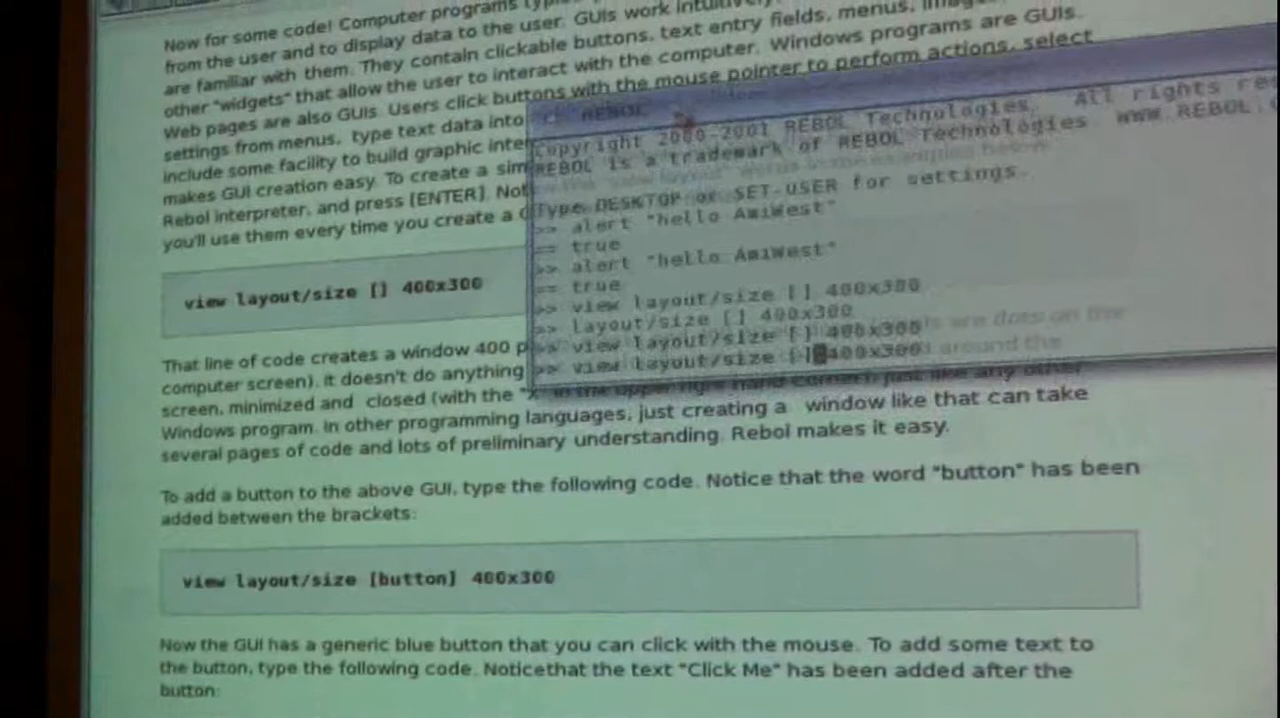 Now for some code! Computer programs
from the user and to display data to the user. GUIs work intuitively.
are familiar with them. They contain clickable buttons, text entry fields, menus,
other "widgets" that allow the user to interact with the computer. Windows programs are GUIs.
Web pages are also GUIs. Users click buttons with the mouse pointer to perform actions, select
settings from menus, type text data into
include some facility to build graphic
makes GUI creation easy. To create a
Rebol interpreter, and press [ENTER].
you'll use them every time you create a
view layout/size [] 400x300
REBOL
Copyright 2000-2001 REBOL Technologies. All rights
REBOL is a trademark of REBOL Technologies. WWW.REBOL.
Type DESKTOP or SET-USER for settings.
>> alert "hello AmiWest"
== true
>> alert "hello AmiWest"
== true
>> view layout/size [] 400x300
>> layout/size [] 400x300
>> view layout/size [] 400x300
>> view layout/size [] 400x300
That line of code creates a window 400
computer screen). it doesn't do anything
screen, minimized and closed (with the "X" in the upper right hand corner), just like any other
Windows program. In other programming languages, just creating a window like that can take
several pages of code and lots of preliminary understanding. Rebol makes it easy.
To add a button to the above GUI, type the following code. Notice that the word "button" has been
added between the brackets:
view layout/size [button] 400x300
Now the GUI has a generic blue button that you can click with the mouse. To add some text to
the button, type the following code. Noticethat the text "Click Me" has been added after the
button: